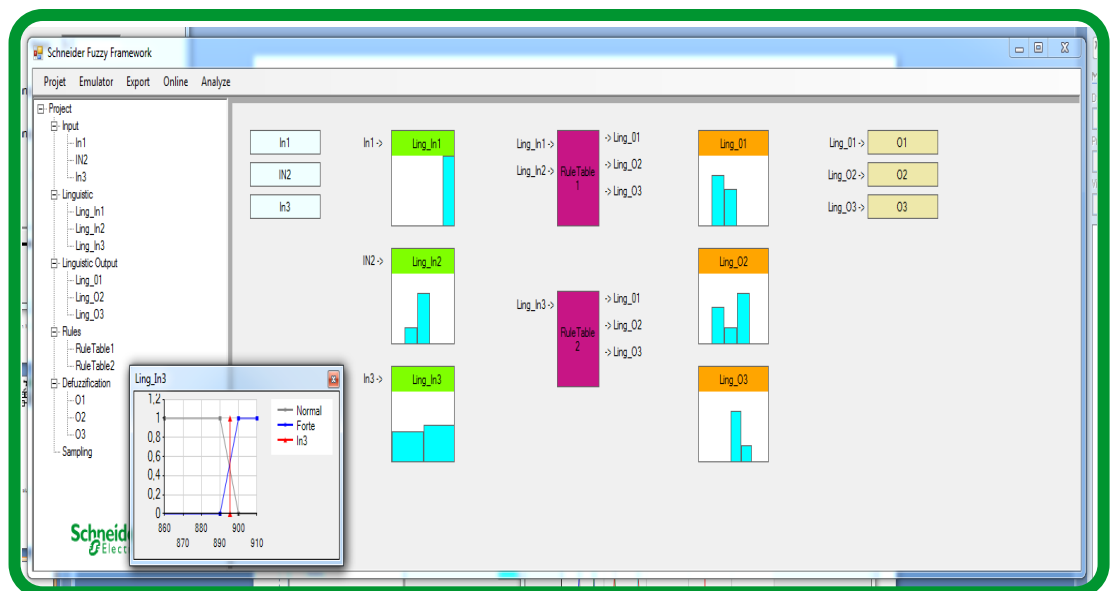 Schneider Fuzzy Framework
Projet Emulator Export Online Analyze
Project
Input
In1
IN2
In3
Linguistic
Ling_In1
Ling_In2
Ling_In3
Linguistic Output
Ling_01
Ling_O2
Ling_O3
Rules
RuleTable1
RuleTable2
Defuzzification
O1
O2
O3
Sampling
Schneid
Elect
In1
IN2
In3
In1 -> Ling_In1
IN2 -> Ling_In2
In3 -> Ling_In3
Ling_In1 ->
Ling_In2 ->
RuleTable
1
-> Ling_01
-> Ling_O2
-> Ling_O3
Ling_In3 ->
RuleTable
2
-> Ling_01
-> Ling_O2
-> Ling_O3
Ling_01
Ling_O2
Ling_O3
Ling_01 -> O1
Ling_O2 -> O2
Ling_O3 -> O3
Ling_In3
1,2
1
0,8
0,6
0,4
0,2
0
860 880 900
870 890 910
Normal
Forte
In3